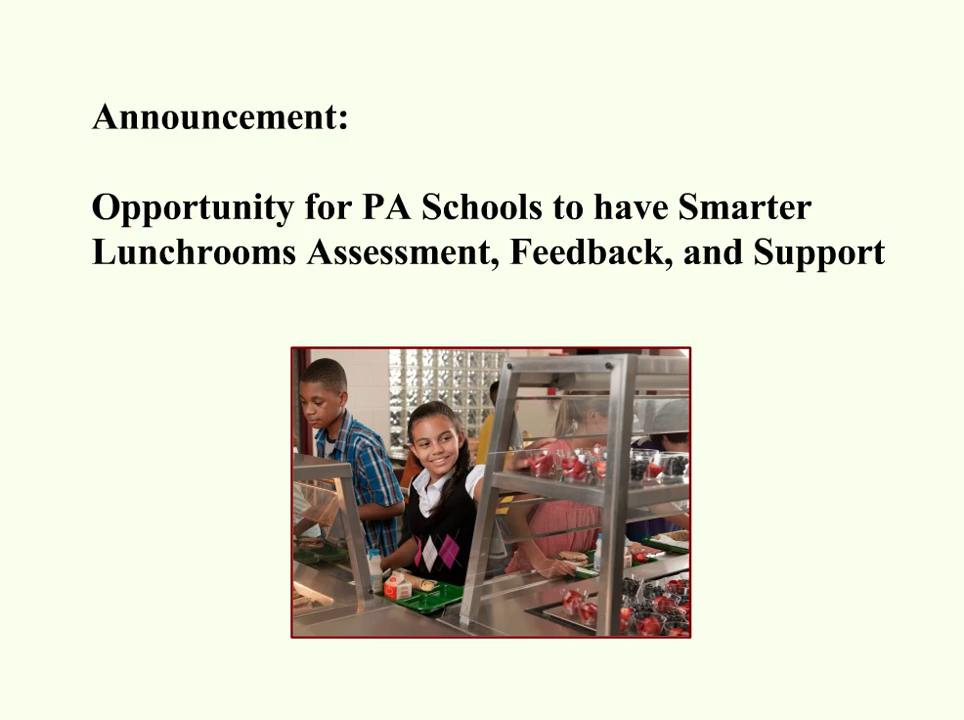 Announcement:
Opportunity for PA Schools to have Smarter
Lunchrooms Assessment, Feedback, and Support